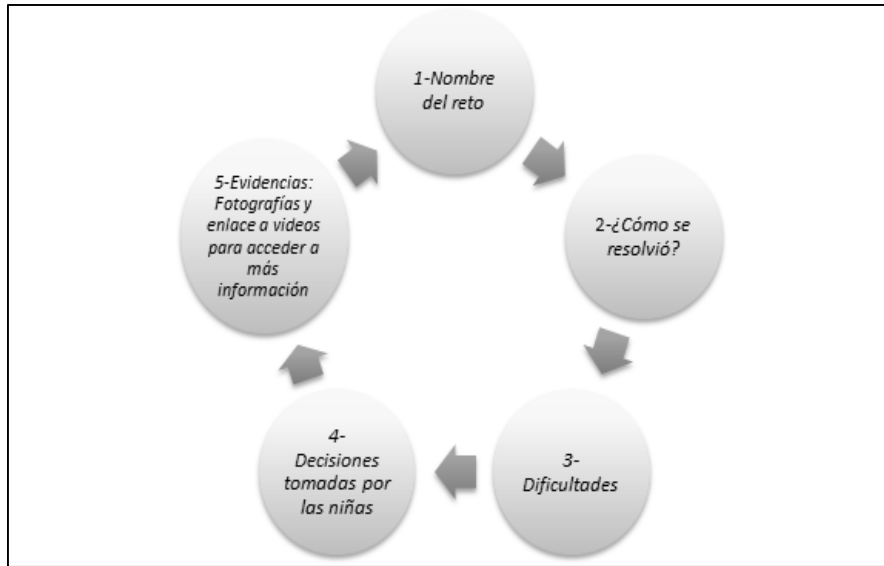 1-Nombre
del reto
2-¿Cómo se
resolvió?
3-
Dificultades
4-
Decisiones
tomadas por
las niñas
5-Evidencias:
Fotografías y
enlace a videos
para acceder a
más
información